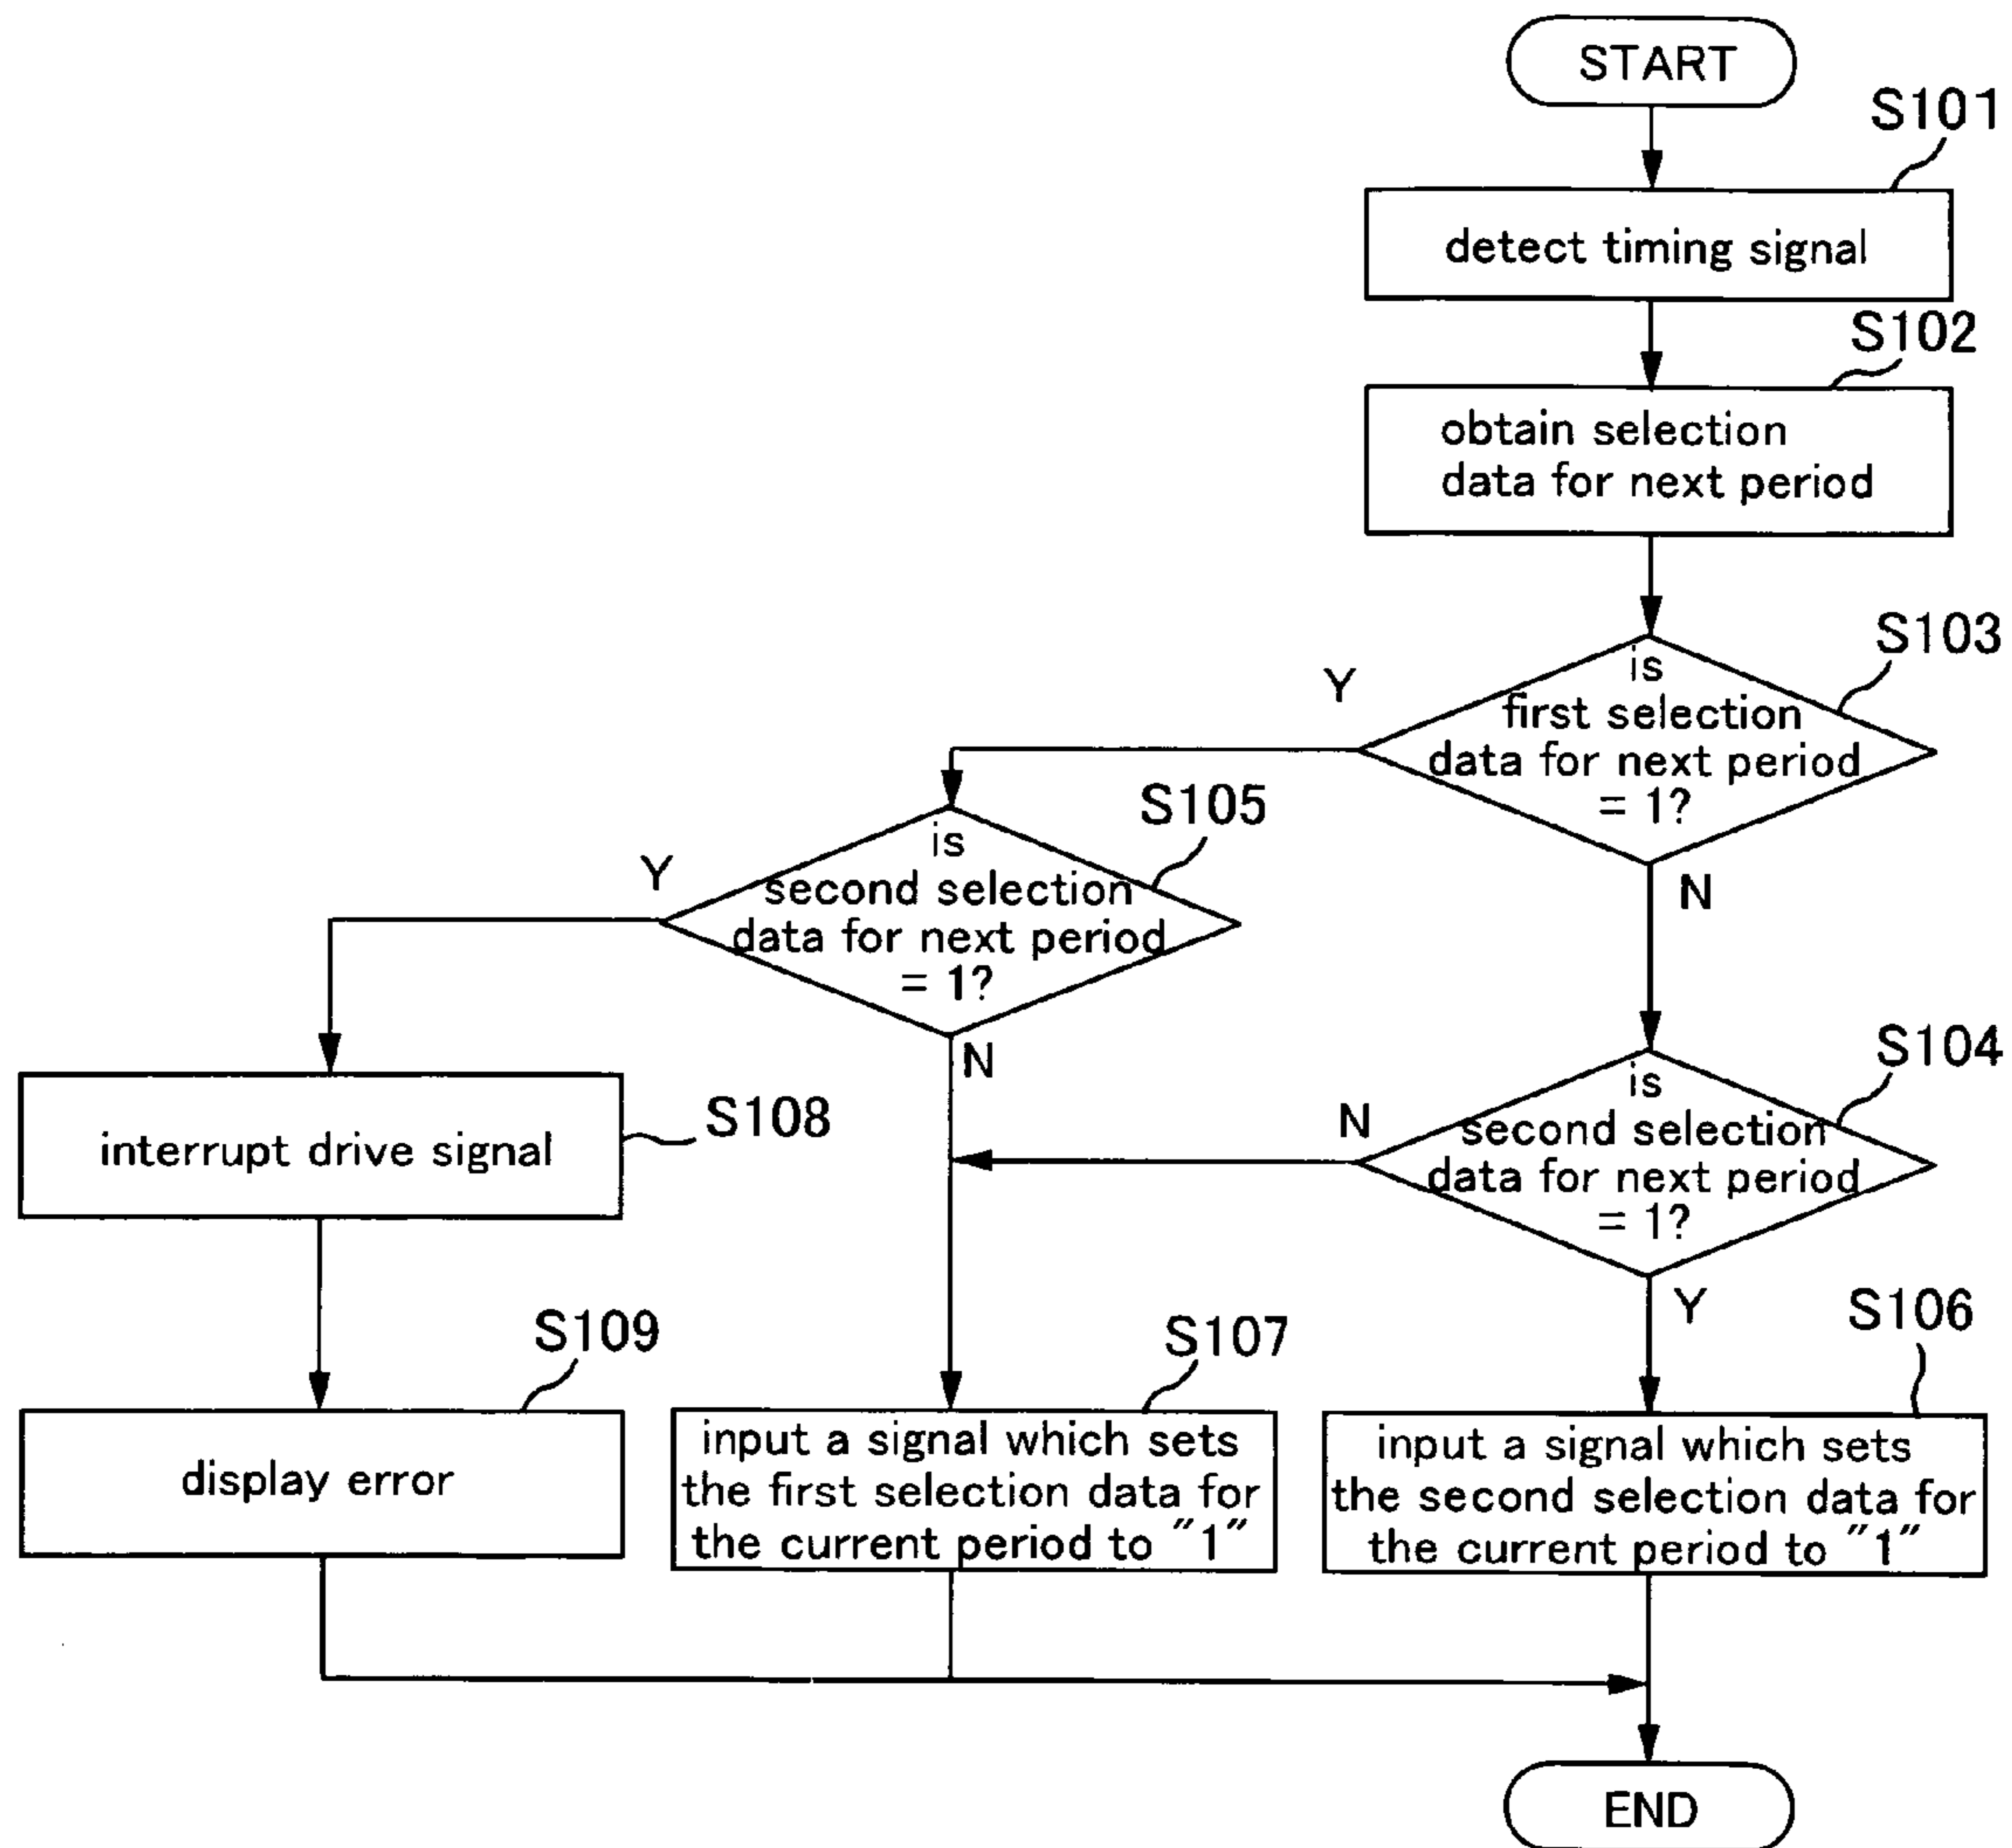 START
S101
detect timing signal
S102
obtain selection
data for next period
S103
is
first selection
data for next period
= 1?
Y
N
S105
is
second selection
data for next period
= 1?
Y
N
S104
is
second selection
data for next period
= 1?
N
Y
S108
interrupt drive signal
S109
display error
S107
input a signal which sets
the first selection data for
the current period to "1"
S106
input a signal which sets
the second selection data for
the current period to "1"
END